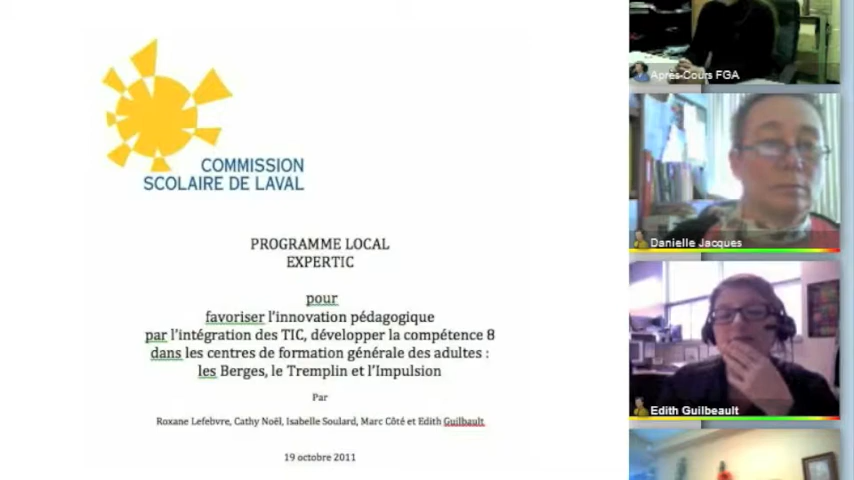 COMMISSION
SCOLAIRE DE LAVAL
PROGRAMME LOCAL
EXPERTIC
pour
favoriser l'innovation pédagogique
par l'intégration des TIC, développer la compétence 8
dans les centres de formation générale des adultes :
les Berges, le Tremplin et l'Impulsion
Par
Roxane Lefebvre, Cathy Noël, Isabelle Soulard, Marc Côté et Edith Guilbault
19 octobre 2011
Après-Cours FGA
Danielle Jacques
Edith Guilbeault